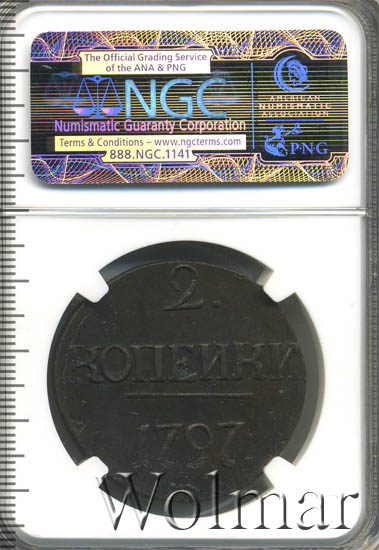 The Official Grading Service
of the ANA & PNG
NGC
Numismatic Guaranty Corporation
Terms & Conditions – www.ngcterms.com
888.NGC.1141
AMERICAN
NUMISMATIC
ASSOCIATION
PNG
2.
КОПЕЙКИ
1797
Wolmar